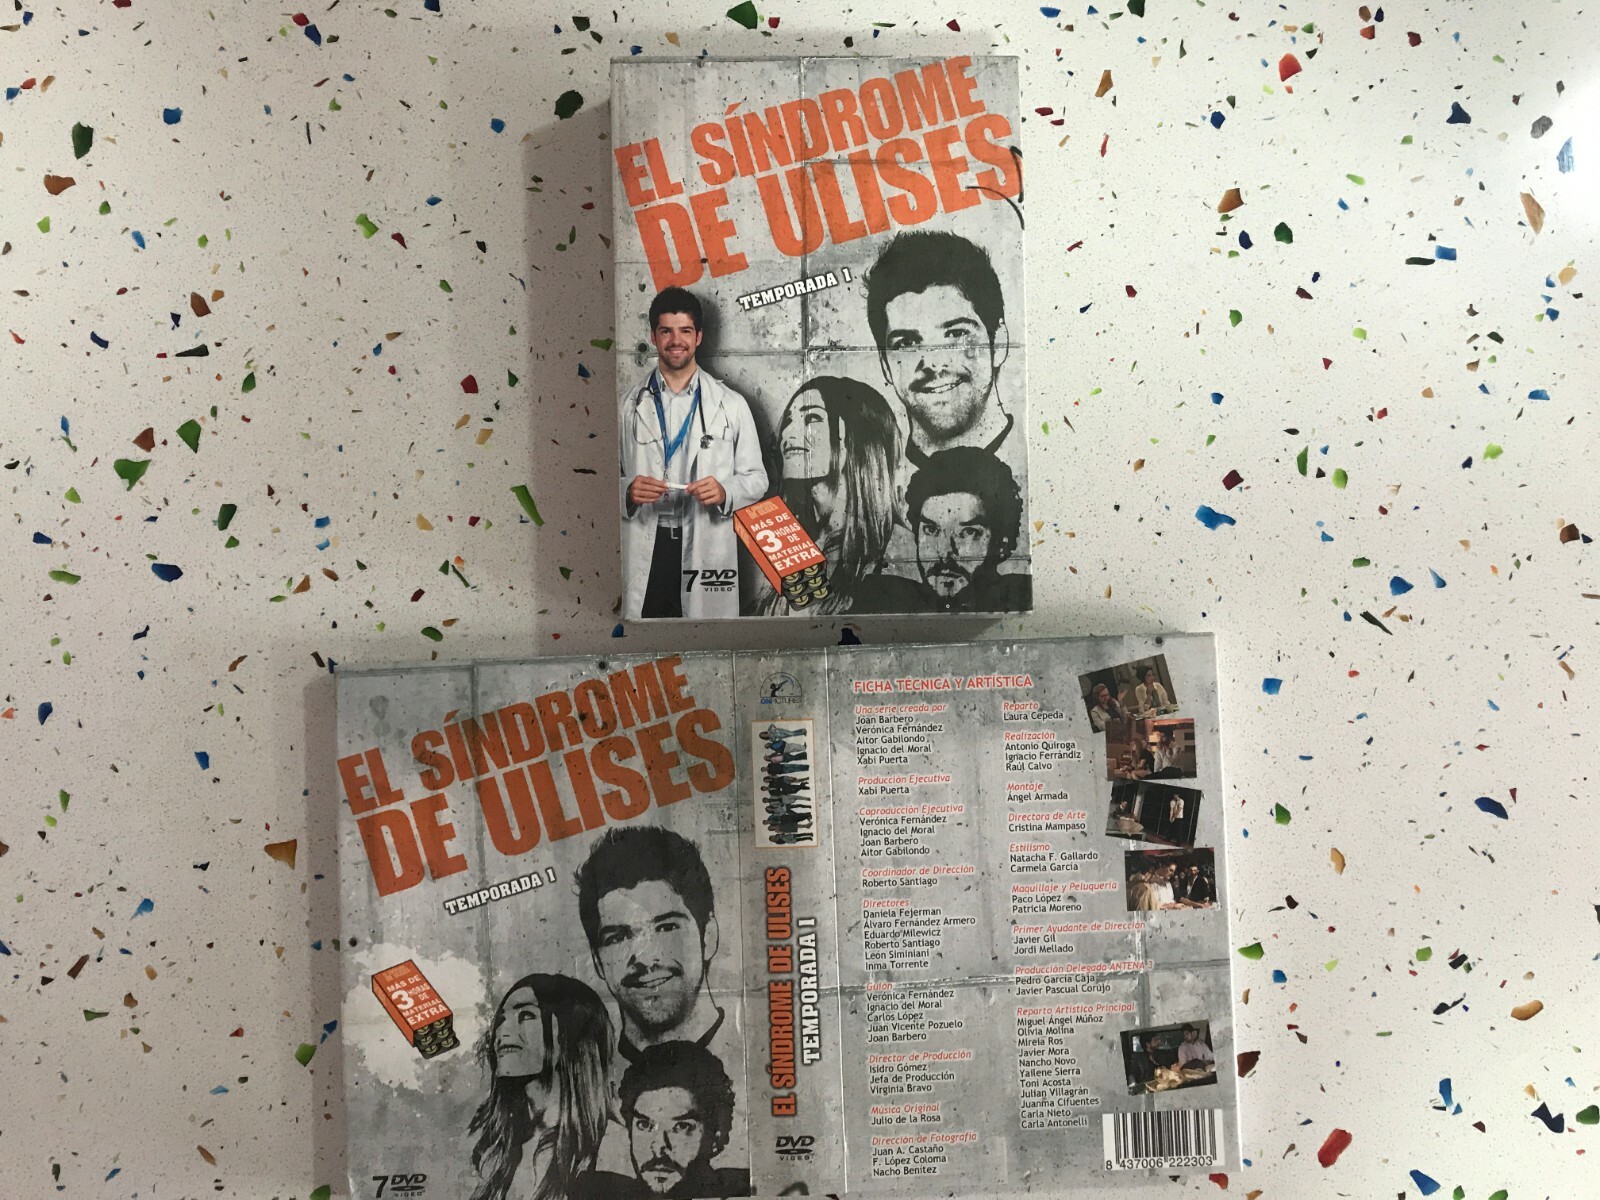 EL SÍNDROME
DE ULISES
TEMPORADA 1
MÁS DE
3 HORAS
DE
MATERIAL
EXTRA
7 DVD
VIDEO
EL SÍNDROME
DE ULISES
TEMPORADA 1
MÁS DE
3 HORAS
DE
MATERIAL
EXTRA
7 DVD
VIDEO
EL SÍNDROME DE ULISES
TEMPORADA 1
DVD
VIDEO
FICHA TÉCNICA Y ARTÍSTICA
Una serie creada por
Joan Barbero
Verónica Fernández
Aitor Gabilondo
Ignacio del Moral
Xabi Puerta
Producción Ejecutiva
Xabi Puerta
Coproducción Ejecutiva
Verónica Fernández
Ignacio del Moral
Joan Barbero
Aitor Gabilondo
Coordinador de Dirección
Roberto Santiago
Directores
Daniela Fejerman
Álvaro Fernández Armero
Eduardo Milewicz
Roberto Santiago
León Siminiani
Inma Torrente
Guión
Verónica Fernández
Ignacio del Moral
Carlos López
Juan Vicente Pozuelo
Joan Barbero
Director de Producción
Isidro Gómez
Jefa de Producción
Virginia Bravo
Música Original
Julio de la Rosa
Dirección de Fotografía
Juan A. Castaño
F. López Coloma
Nacho Benitez
Reparto
Laura Cepeda
Realización
Antonio Quiroga
Ignacio Ferrándiz
Raúl Calvo
Montaje
Ángel Armada
Directora de Arte
Cristina Mampaso
Estilismo
Natacha F. Gallardo
Carmela García
Maquillaje y Peluquería
Paco López
Patricia Moreno
Primer Ayudante de Dirección
Javier Gil
Jordi Mellado
Producción Delegada ANTENA 3
Pedro García Caja
Javier Pascual Corujo
Reparto Artístico Principal
Miguel Ángel Múñoz
Olivia Molina
Mireia Ros
Javier Mora
Nancho Novo
Yailene Sierra
Toni Acosta
Julian Villagrán
Juanma Cifuentes
Carla Nieto
Carla Antonelli
8 437006 222303